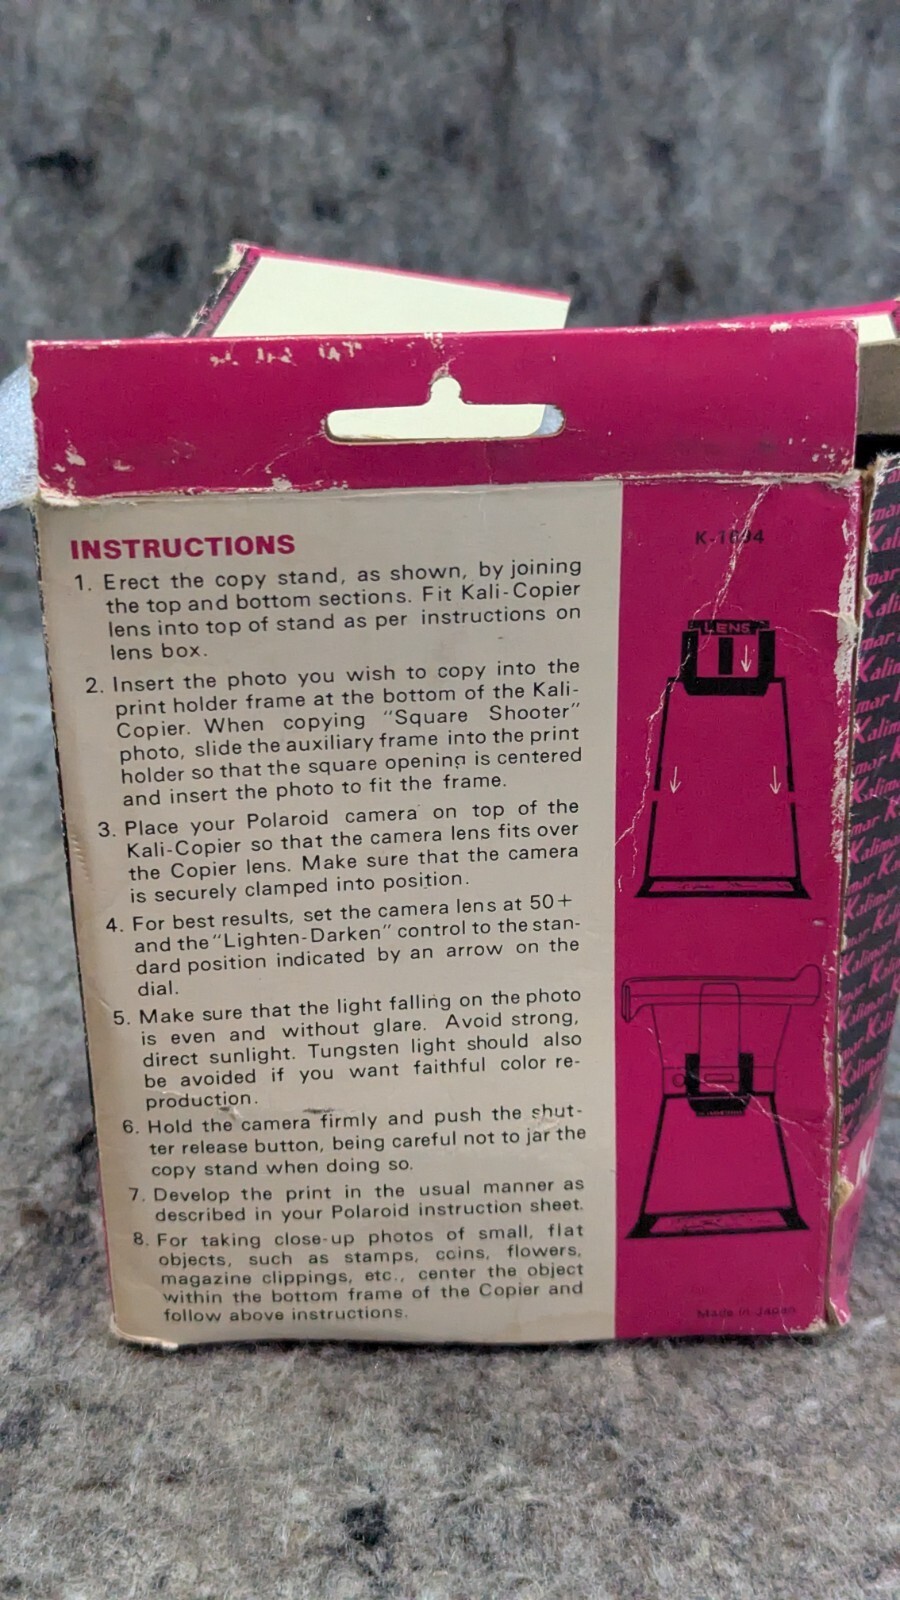 INSTRUCTIONS
1. Erect the copy stand, as shown, by joining
the top and bottom sections. Fit Kali-Copier
lens into top of stand as per instructions on
lens box.
2. Insert the photo you wish to copy into the
print holder frame at the bottom of the Kali-
Copier. When copying "Square Shooter"
photo, slide the auxiliary frame into the print
holder so that the square opening is centered
and insert the photo to fit the frame.
3. Place your Polaroid camera on top of the
Kali-Copier so that the camera lens fits over
the Copier lens. Make sure that the camera
is securely clamped into position.
4. For best results, set the camera lens at 50+
and the "Lighten-Darken" control to the stan-
dard position indicated by an arrow on the
dial.
5. Make sure that the light falling on the photo
is even and without glare. Avoid strong,
direct sunlight. Tungsten light should also
be avoided if you want faithful color re-
production.
6. Hold the camera firmly and push the shut-
ter release button, being careful not to jar the
copy stand when doing so.
7. Develop the print in the usual manner as
described in your Polaroid instruction sheet.
8. For taking close-up photos of small, flat
objects, such as stamps, coins, flowers,
magazine clippings, etc., center the object
within the bottom frame of the Copier and
follow above instructions.
LENS
Made in Japan
Kalimar